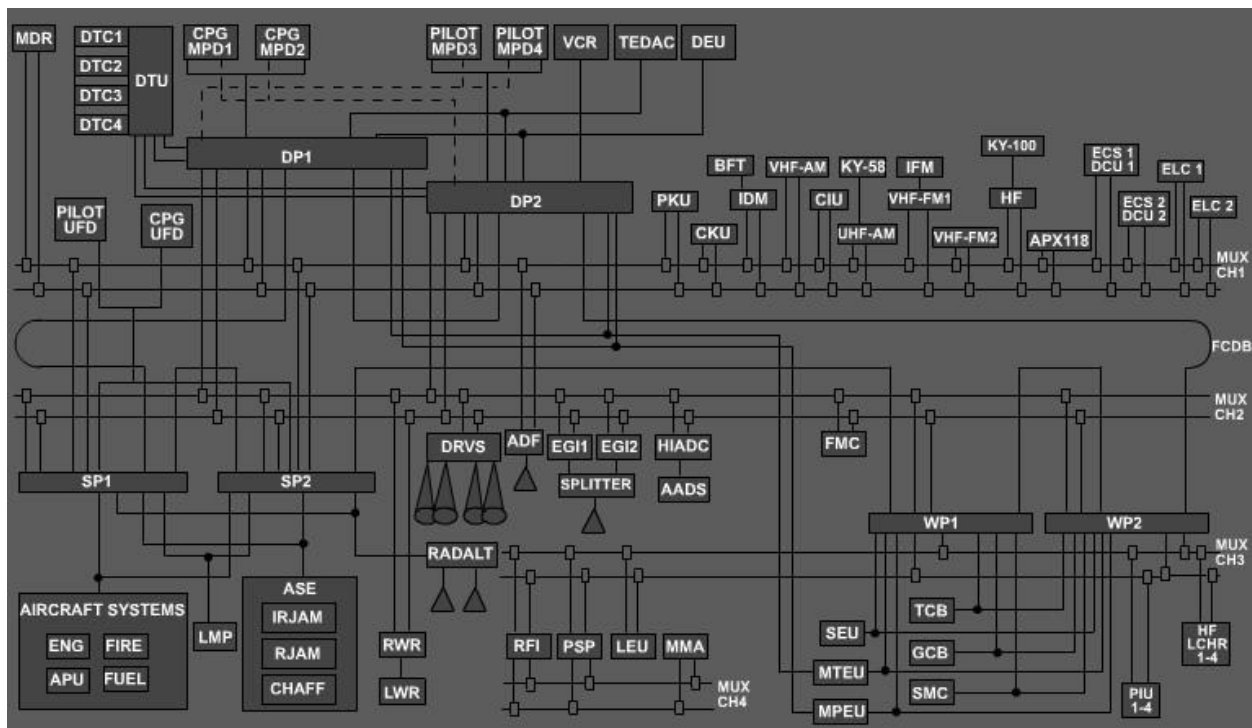 MDR
DTC1
DTC2
DTC3
DTC4
DTU
CPG
MPD1
CPG
MPD2
PILOT
MPD3
PILOT
MPD4
VCR
TEDAC
DEU
DP1
DP2
PILOT
UFD
CPG
UFD
PKU
CKU
BFT
IDM
VHF-AM
CIU
KY-58
UHF-AM
IFM
VHF-FM1
VHF-FM2
KY-100
HF
APX118
ECS 1
DCU 1
ECS 2
DCU 2
ELC 1
ELC 2
MUX
CH1
FCDB
MUX
CH2
SP1
SP2
DRVS
ADF
EGI1
EGI2
SPLITTER
HIADC
AADS
FMC
WP1
WP2
RADALT
MUX
CH3
AIRCRAFT SYSTEMS
ENG
FIRE
APU
FUEL
LMP
ASE
IRJAM
RJAM
CHAFF
RWR
LWR
RFI
PSP
LEU
MMA
MUX
CH4
SEU
MTEU
MPEU
TCB
GCB
SMC
PIU
1-4
HF
LCHR
1-4